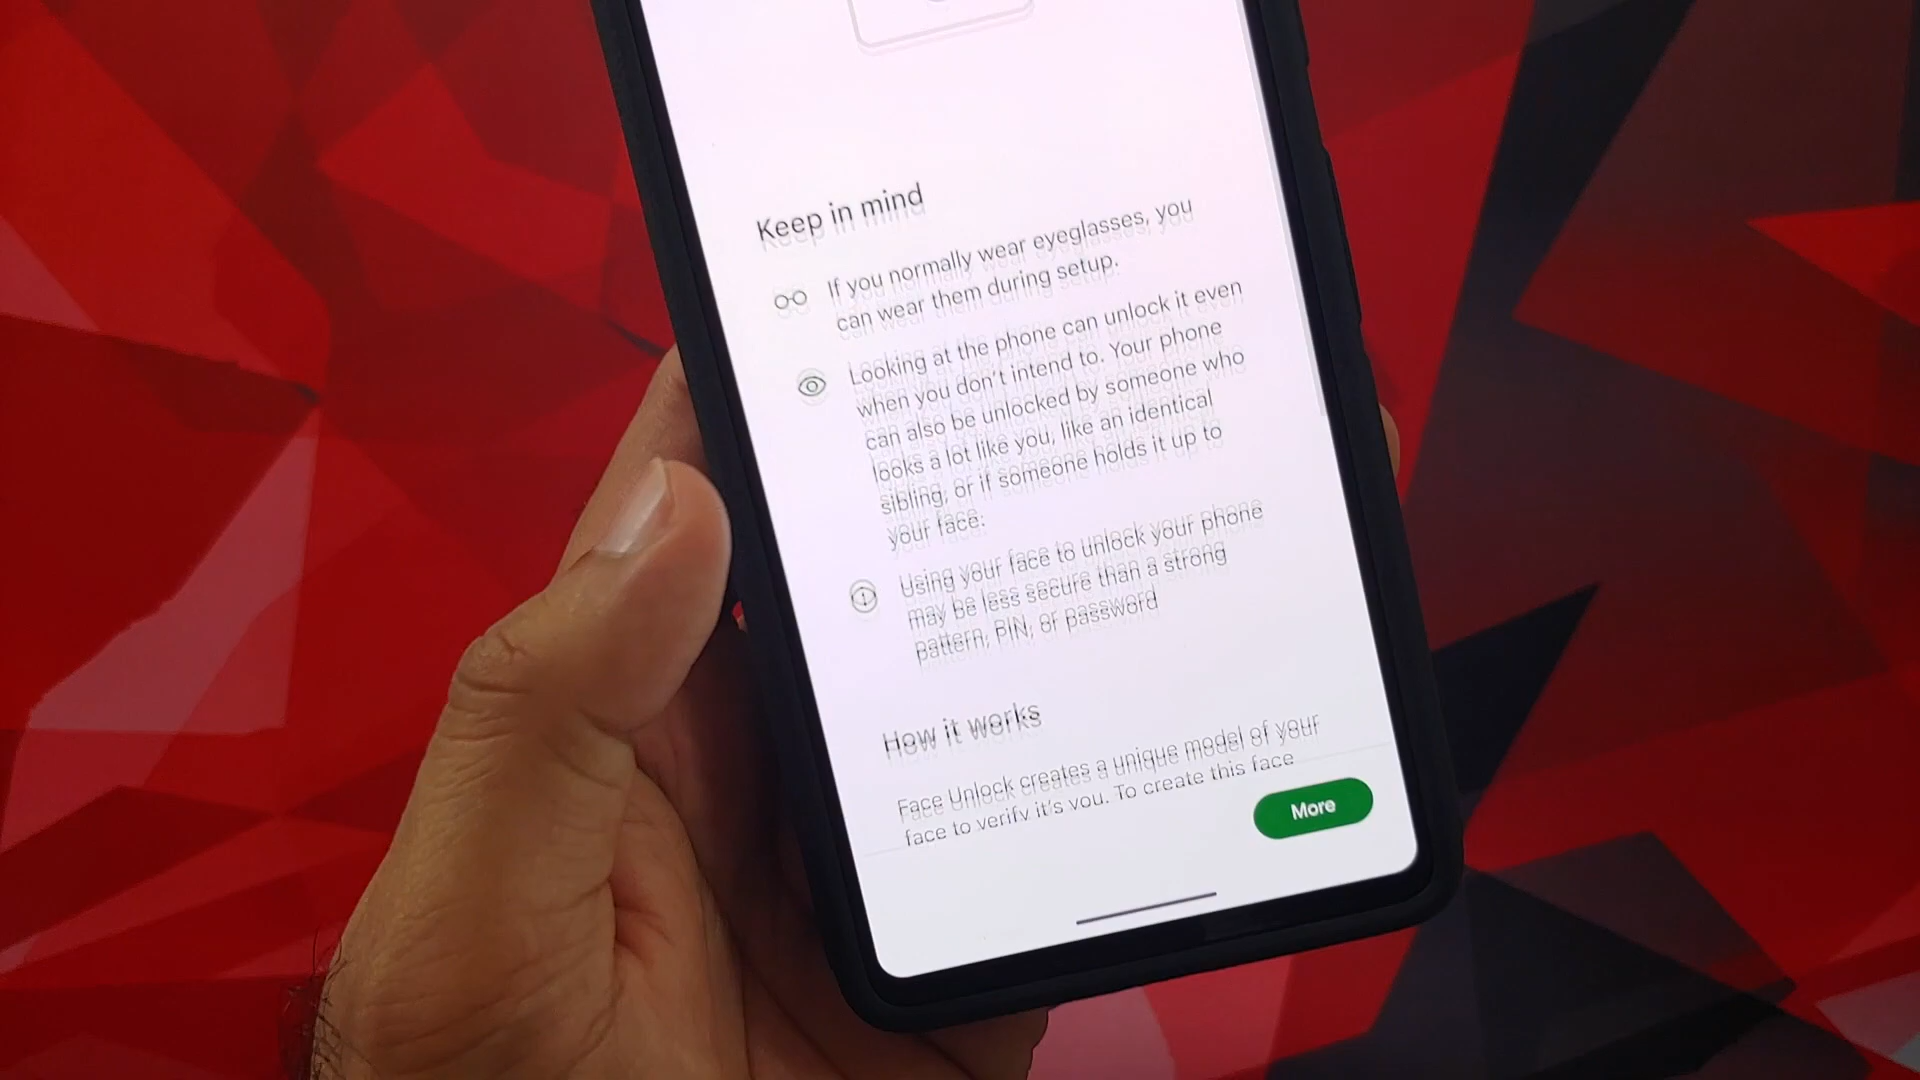 Keep in mind
If you normally wear eyeglasses, you
can wear them during setup.
Looking at the phone can unlock it even
when you don't intend to. Your phone
can also be unlocked by someone who
looks a lot like you, like an identical
sibling, or if someone holds it up to
your face.
Using your face to unlock your phone
may be less secure than a strong
pattern, PIN, or password
How it works
Face Unlock creates a unique model of your
face to verify it's you. To create this face
More